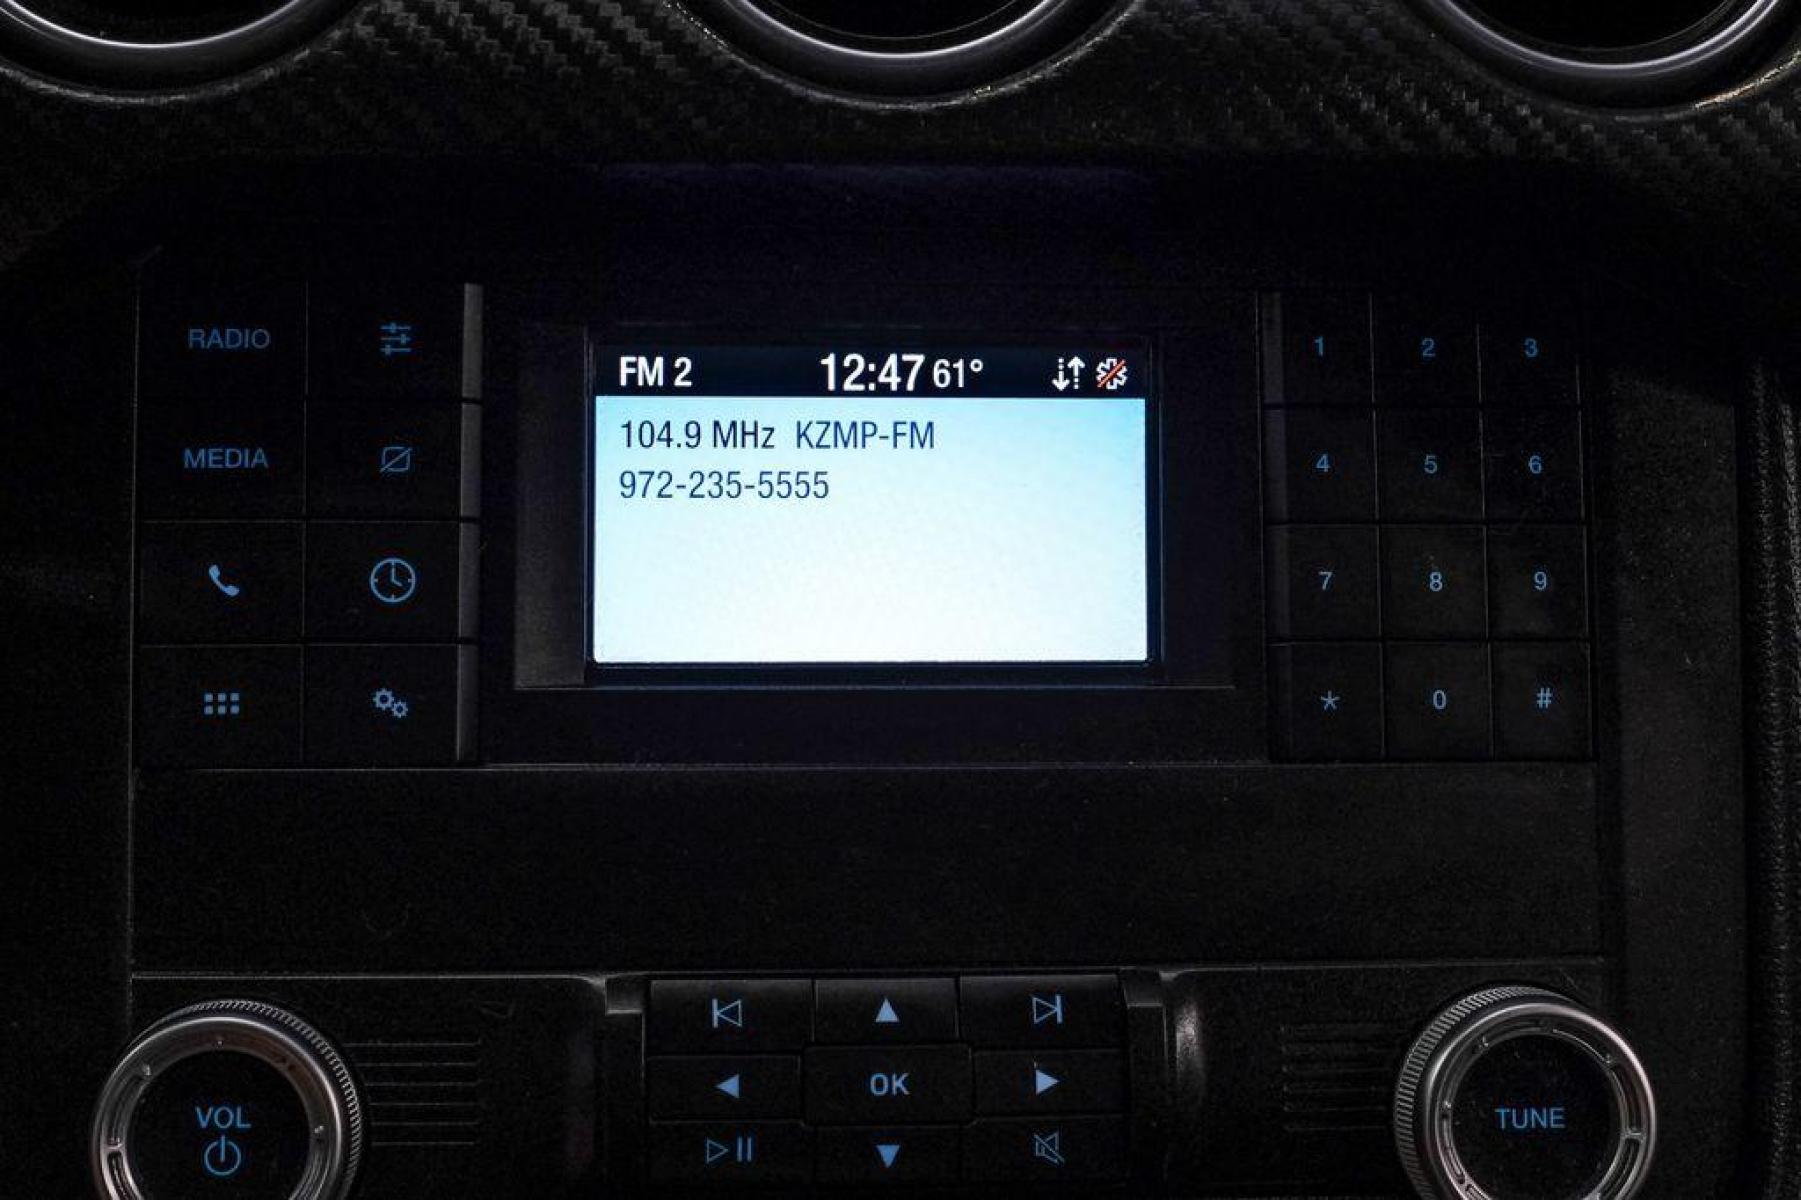 FM 2 12:47 61°
104.9 MHz KZMP-FM
972-235-5555
RADIO
MEDIA
1 2 3
4 5 6
7 8 9
* 0 #
OK
VOL
TUNE